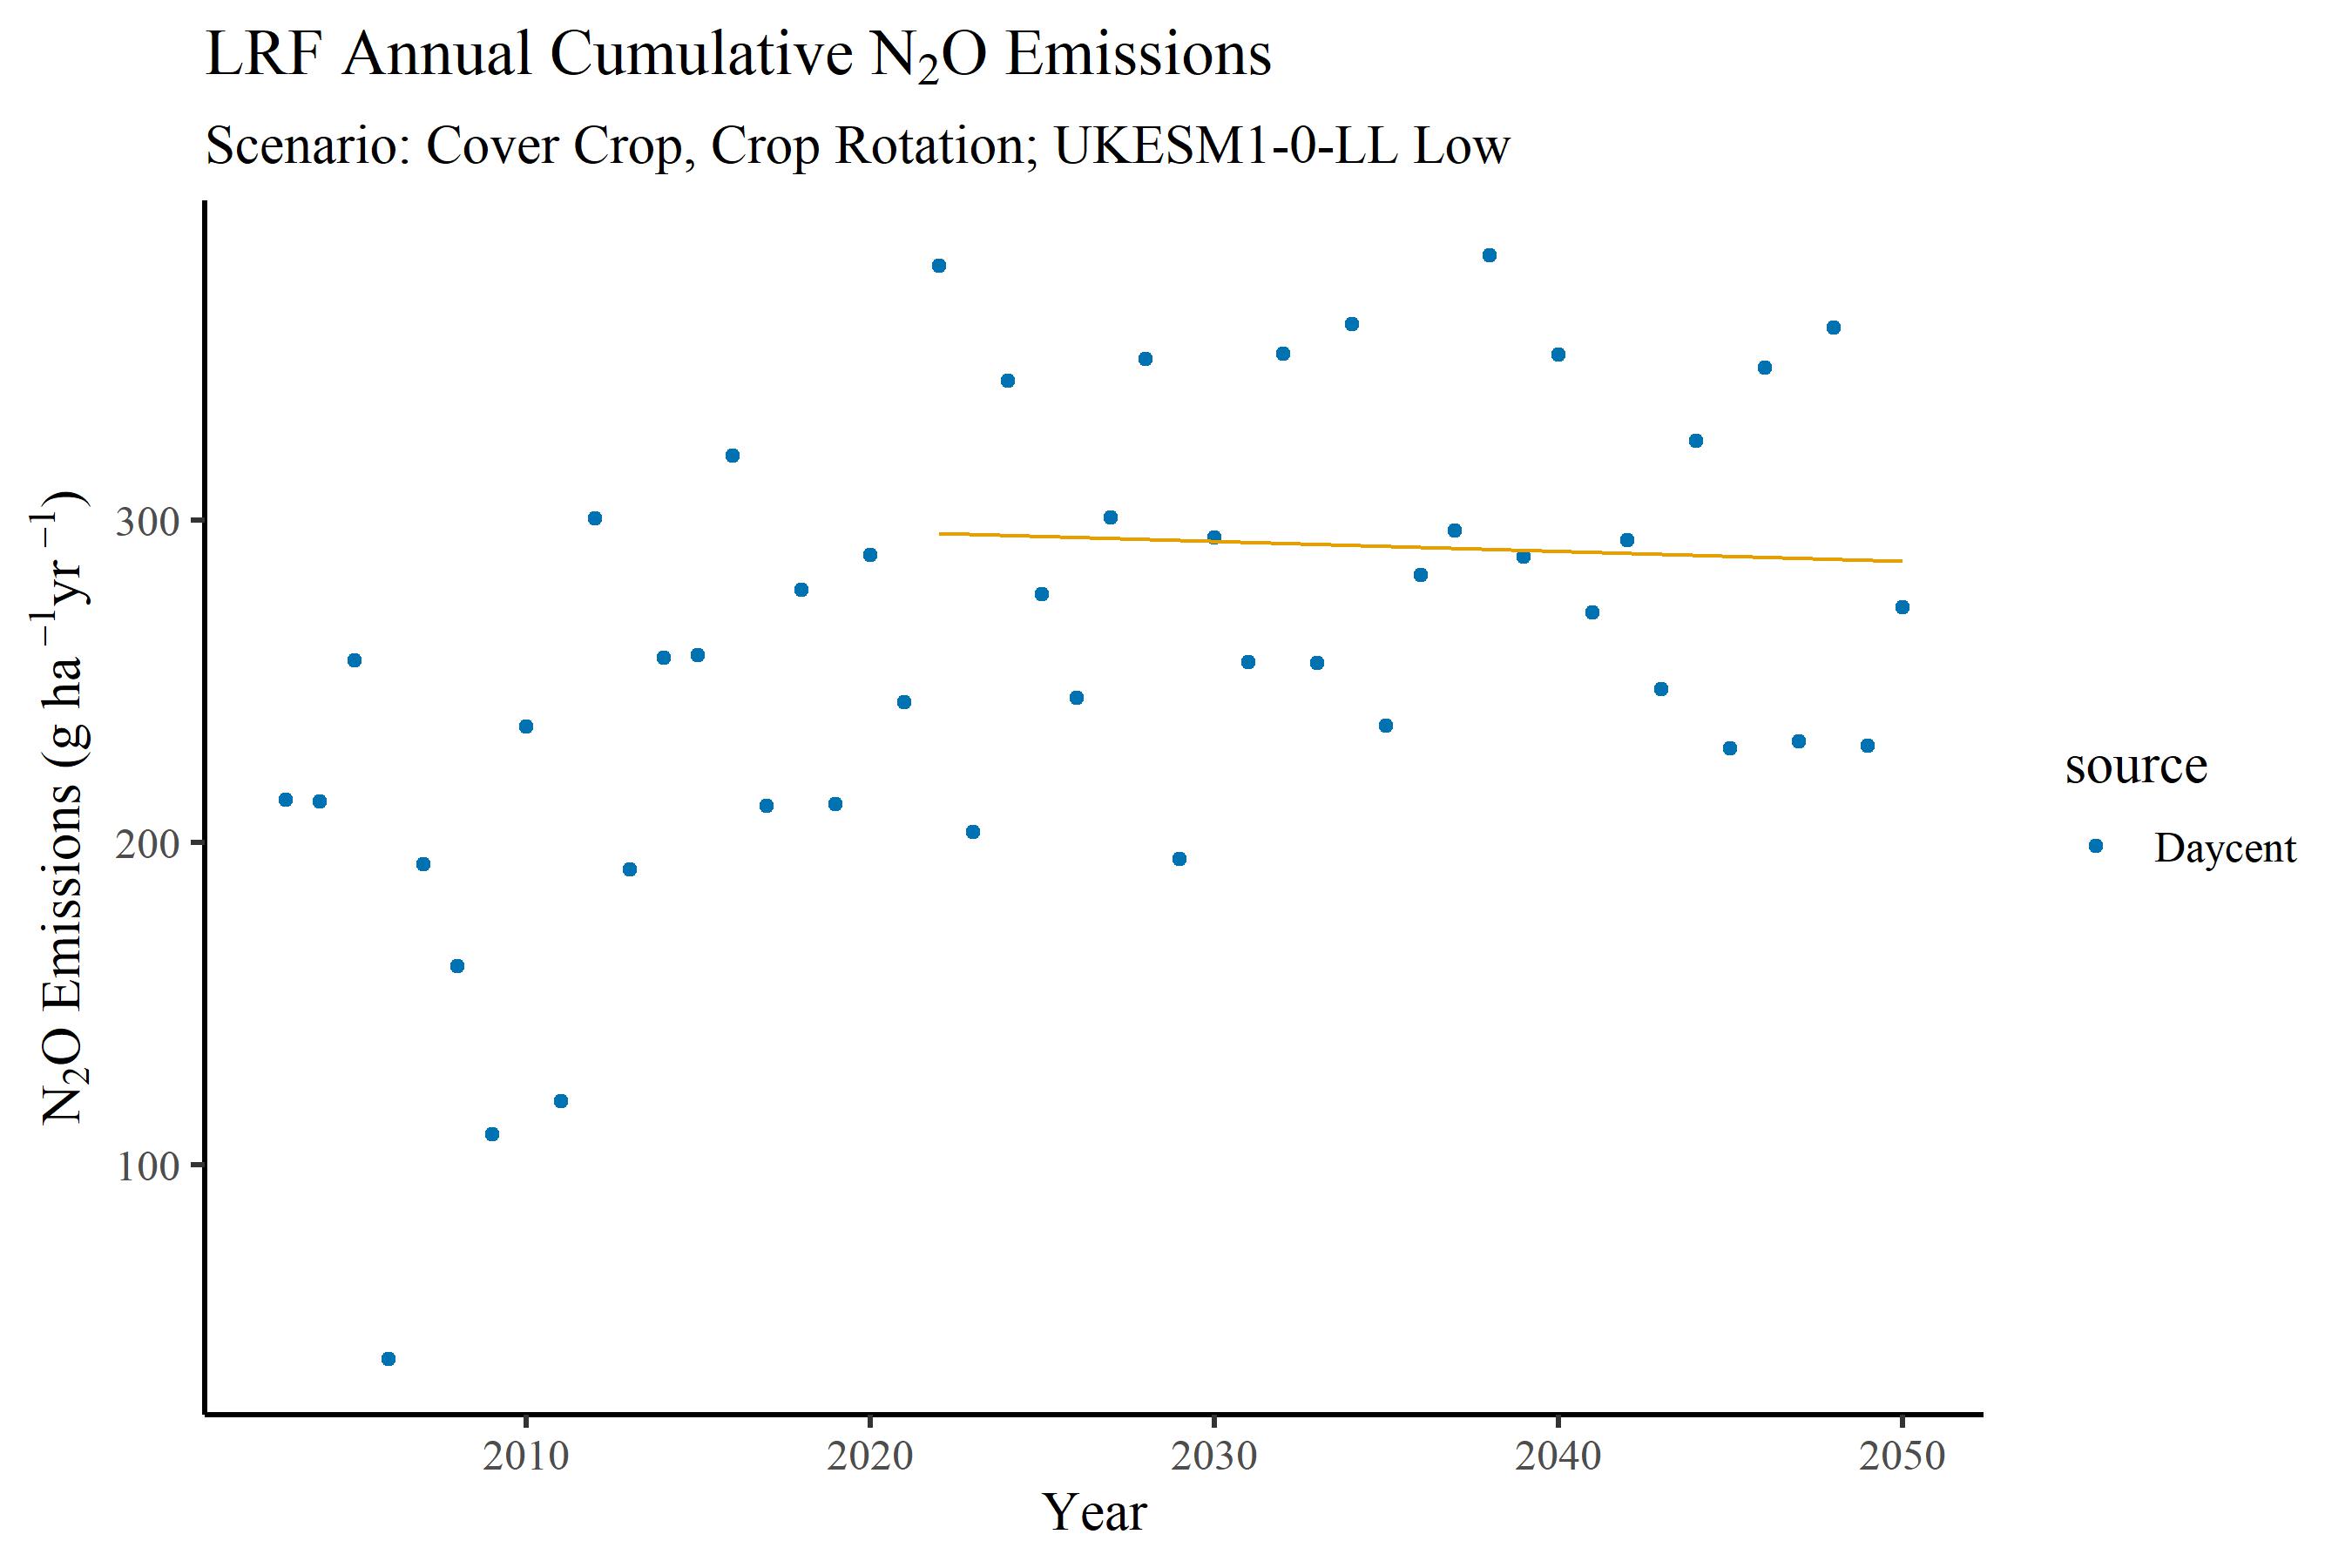 LRF Annual Cumulative N₂O Emissions
Scenario: Cover Crop, Crop Rotation; UKESM1-0-LL Low
N₂O Emissions (g ha ⁻¹yr ⁻¹)
300
200
100
source
Daycent
2010 2020 2030 2040 2050
Year